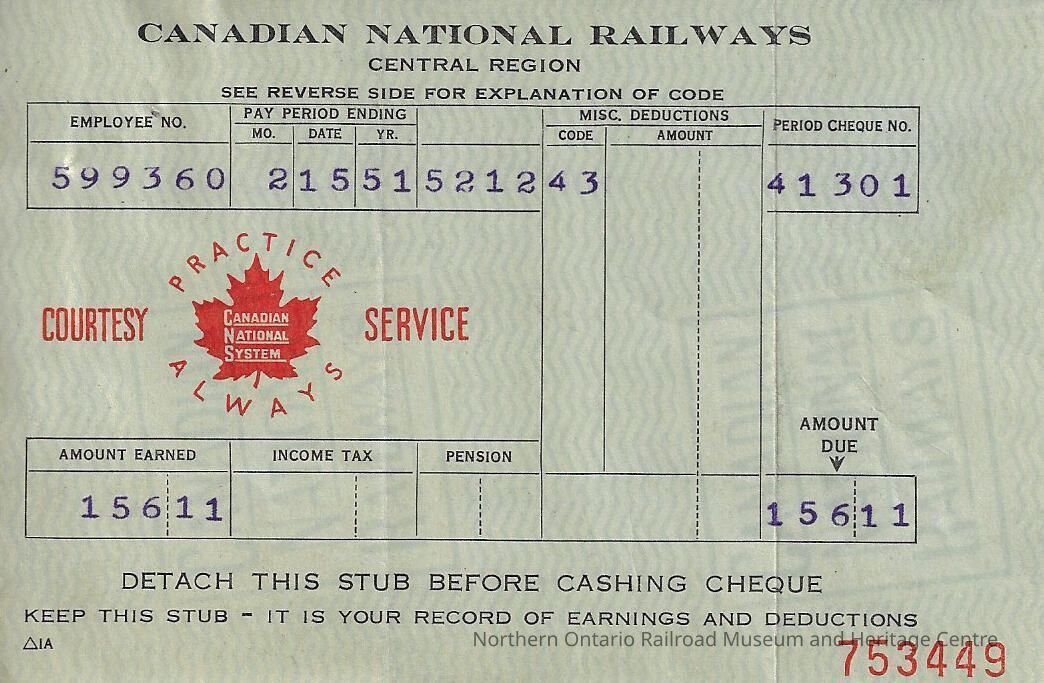 CANADIAN NATIONAL RAILWAYS
CENTRAL REGION
SEE REVERSE SIDE FOR EXPLANATION OF CODE
EMPLOYEE NO. PAY PERIOD ENDING MISC. DEDUCTIONS PERIOD CHEQUE NO.
MO. DATE YR. CODE AMOUNT
599360 2 15 51 5212 43 41301
PRACTICE
COURTESY CANADIAN NATIONAL SYSTEM SERVICE
ALWAYS
AMOUNT DUE
AMOUNT EARNED INCOME TAX PENSION
156 11 156 11
DETACH THIS STUB BEFORE CASHING CHEQUE
KEEP THIS STUB - IT IS YOUR RECORD OF EARNINGS AND DEDUCTIONS
△1A
Northern Ontario Railroad Museum and Heritage Centre
753449